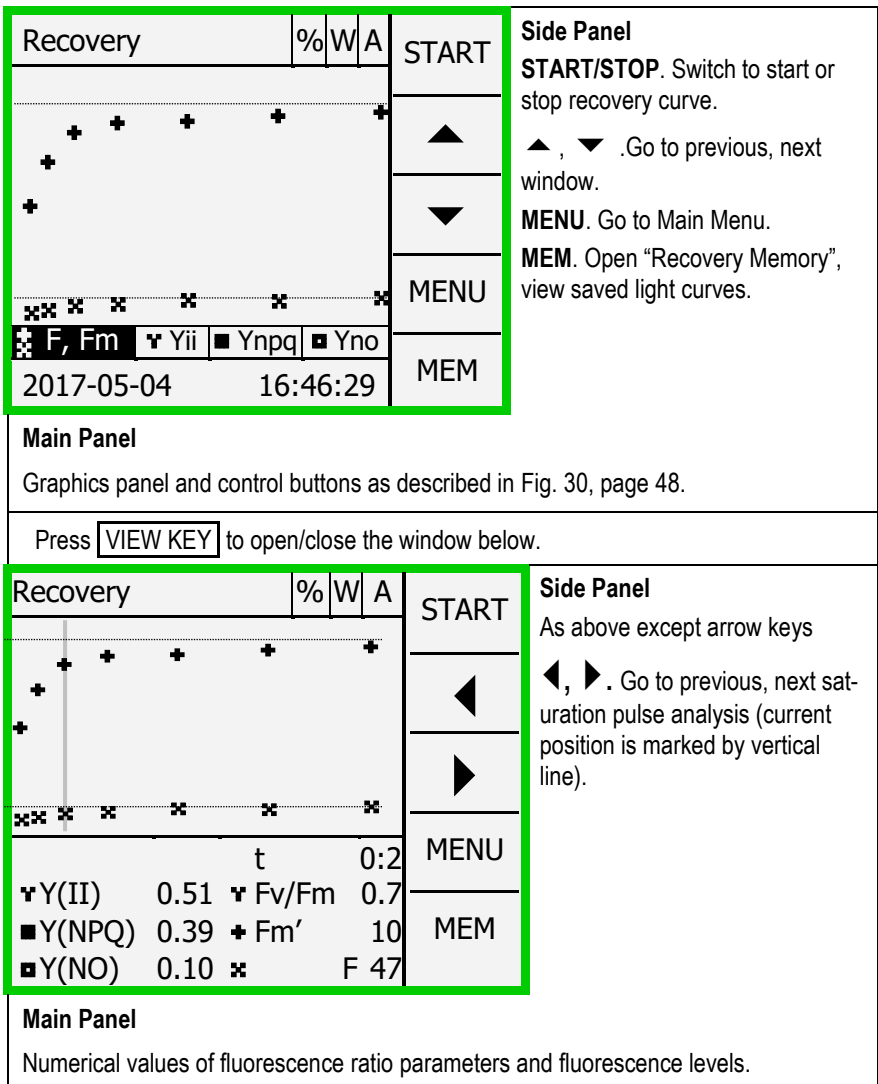 Recovery % W A
START
MENU
MEM
F, Fm Yii Ynpq Yno
2017-05-04 16:46:29
Side Panel
START/STOP. Switch to start or
stop recovery curve.
▲ , ▼ .Go to previous, next
window.
MENU. Go to Main Menu.
MEM. Open “Recovery Memory”,
view saved light curves.
Main Panel
Graphics panel and control buttons as described in Fig. 30, page 48.
Press VIEW KEY to open/close the window below.
Recovery % W A
START
MENU
MEM
t 0:2
Y(II) 0.51 Fv/Fm 0.7
Y(NPQ) 0.39 Fm′ 10
Y(NO) 0.10 F 47
Side Panel
As above except arrow keys
◀, ▶. Go to previous, next sat-
uration pulse analysis (current
position is marked by vertical
line).
Main Panel
Numerical values of fluorescence ratio parameters and fluorescence levels.